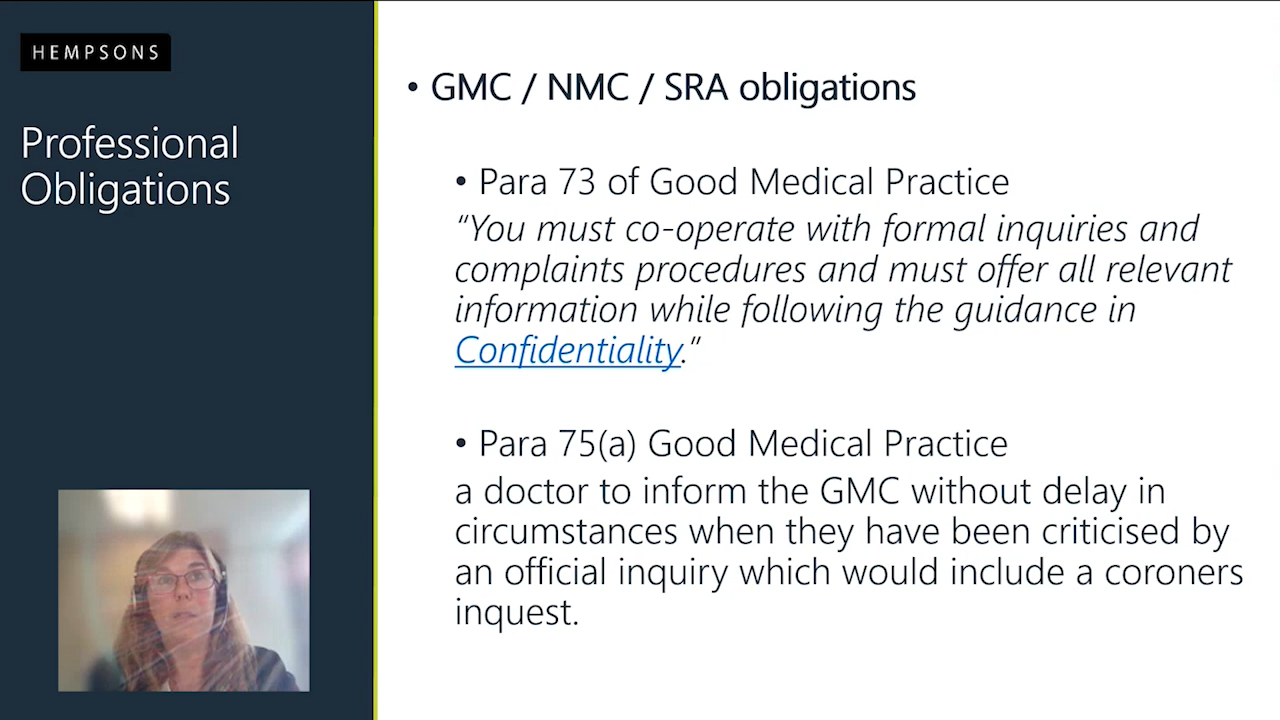 HEMPSONS
Professional
Obligations
• GMC / NMC / SRA obligations
• Para 73 of Good Medical Practice
“You must co-operate with formal inquiries and
complaints procedures and must offer all relevant
information while following the guidance in
Confidentiality.”
• Para 75(a) Good Medical Practice
a doctor to inform the GMC without delay in
circumstances when they have been criticised by
an official inquiry which would include a coroners
inquest.